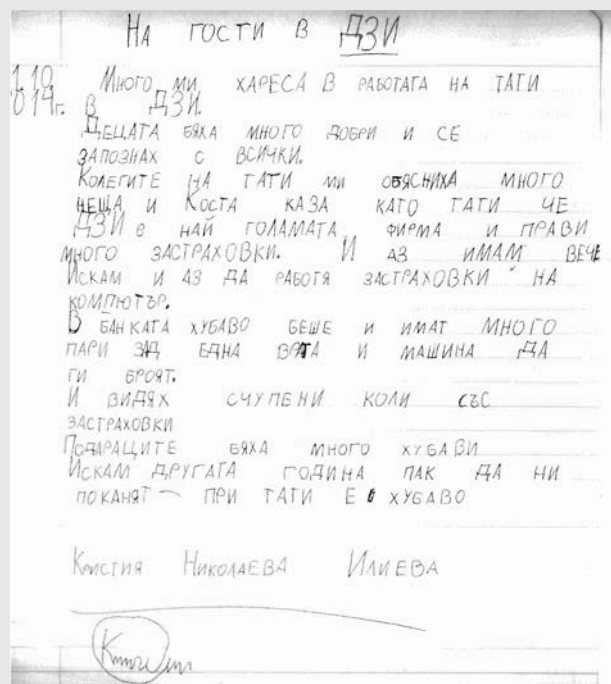 НА ГОСТИ В ДЗИ
1.10. МНОГО МИ ХАРЕСА В РАБОТАТА НА ТАТИ
014г. В ДЗИ.
ДЕЦАТА БЯХА МНОГО ДОБРИ И СЕ
ЗАПОЗНАХ С ВСИЧКИ.
КОЛЕГИТЕ НА ТАТИ МИ ОБЯСНИХА МНОГО
НЕЩА И КОСТА КАЗА КАТО ТАТИ ЧЕ
ДЗИ е НАЙ ГОЛАМАТА ФИРМА И ПРАВИ
МНОГО ЗАСТРАХОВКИ. И АЗ ИМАМ ВЕЧЕ
ИСКАМ И АЗ ДА РАБОТЯ ЗАСТРАХОВКИ НА
КОМПЮТЪР.
В БАНКАТА ХУБАВО БЕШЕ И ИМАТ МНОГО
ПАРИ ЗАД ЕДНА ВРАТА И МАШИНА ДА
ГИ БРОЯТ.
И ВИДЯХ СЧУПЕНИ КОЛИ СЪС
ЗАСТРАХОВКИ
ПОДАРАЦИТЕ БЯХА МНОГО ХУБАВИ
ИСКАМ ДРУГАТА ГОДИНА ПАК ДА НИ
ПОКАНЯТ – ПРИ ТАТИ Е ХУБАВО
НИКОЛАЕВА ИЛИЕВА